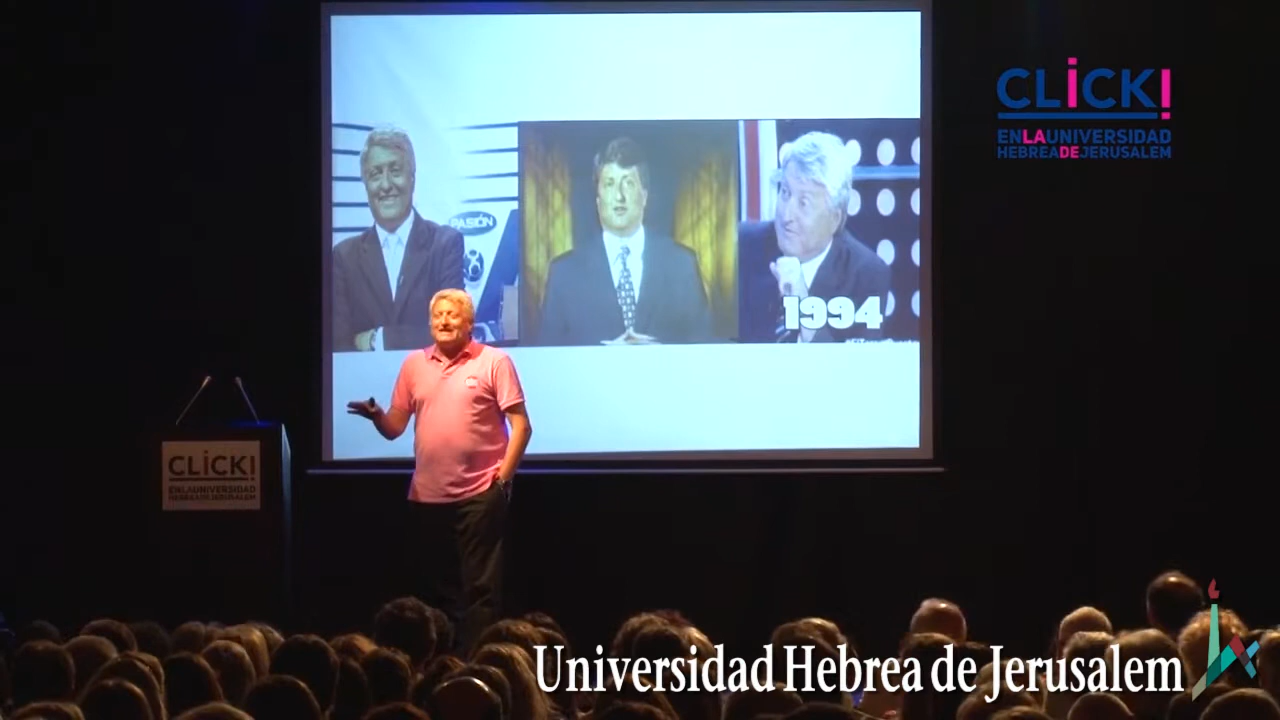 CLiCK!
ENLAUNIVERSIDAD
HEBREADEJERUSALEM
PASIÓN
1994
CLiCK!
ENLAUNIVERSIDAD
HEBREADEJERUSALEM
Universidad Hebrea de Jerusalem